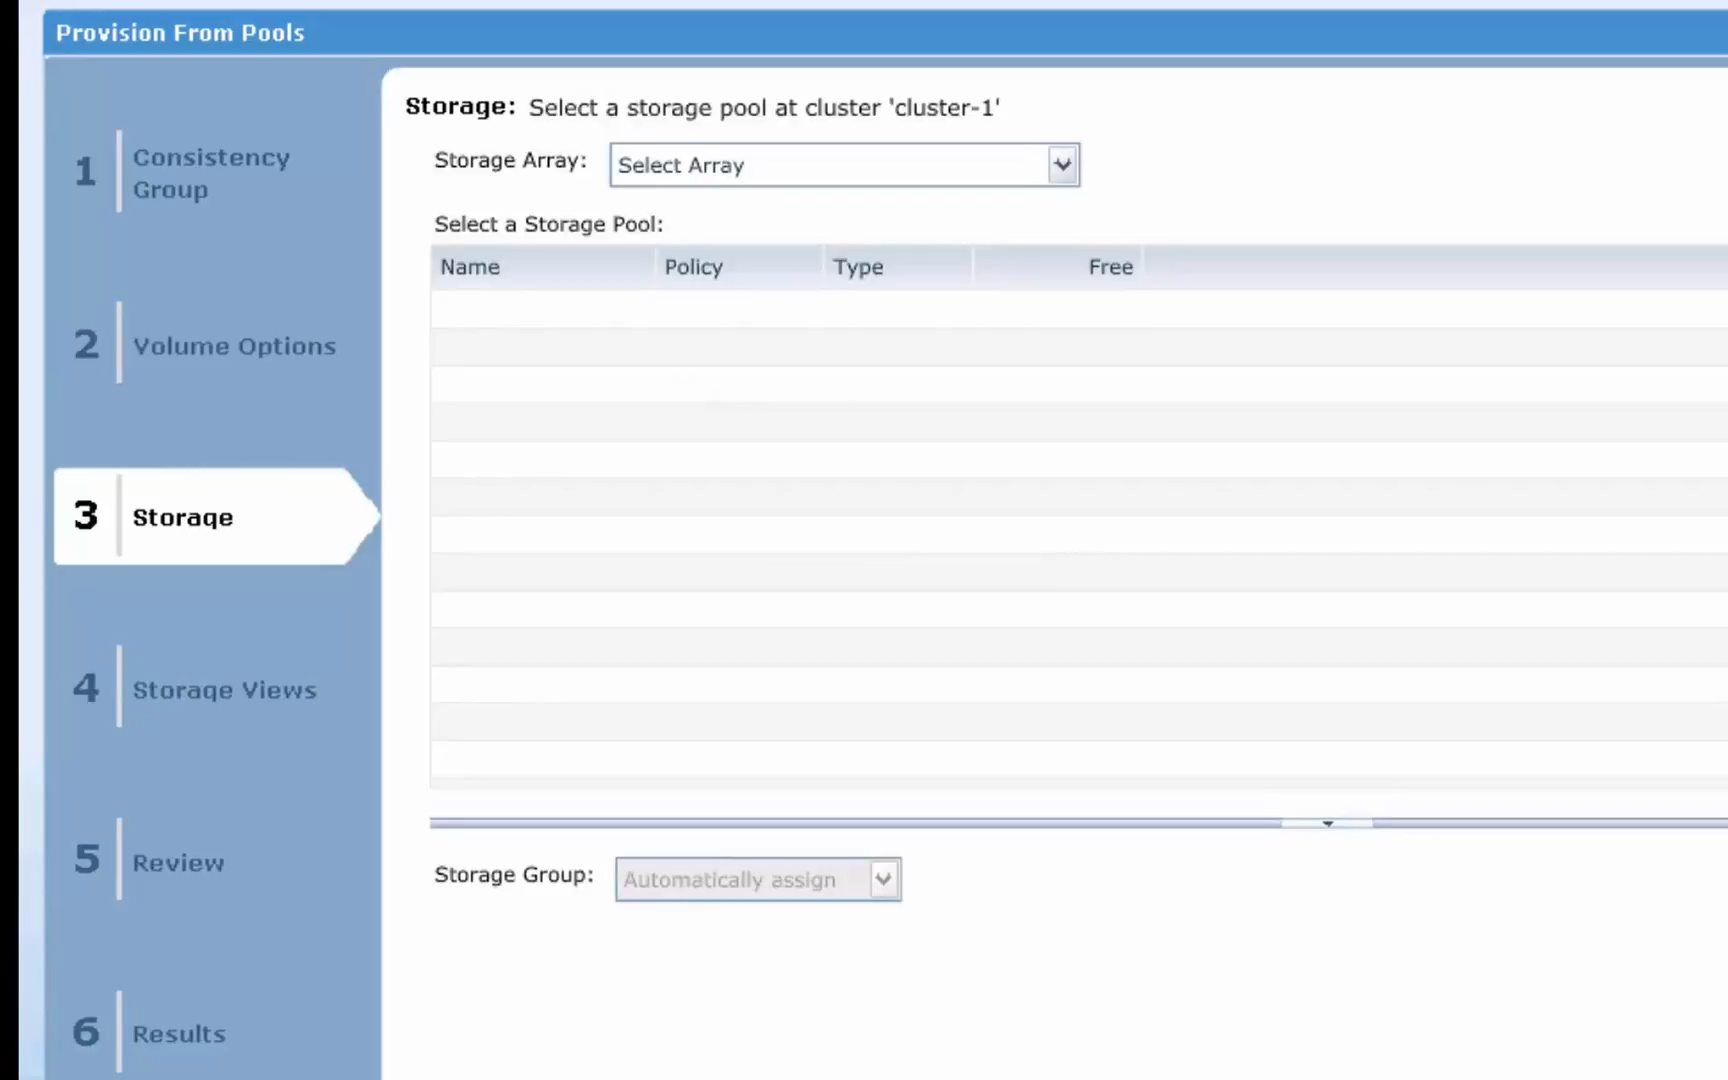 Provision From Pools
1 Consistency
Group
2 Volume Options
3 Storage
4 Storage Views
5 Review
6 Results
Storage: Select a storage pool at cluster 'cluster-1'
Storage Array: Select Array
Select a Storage Pool:
Name Policy Type Free
Storage Group: Automatically assign